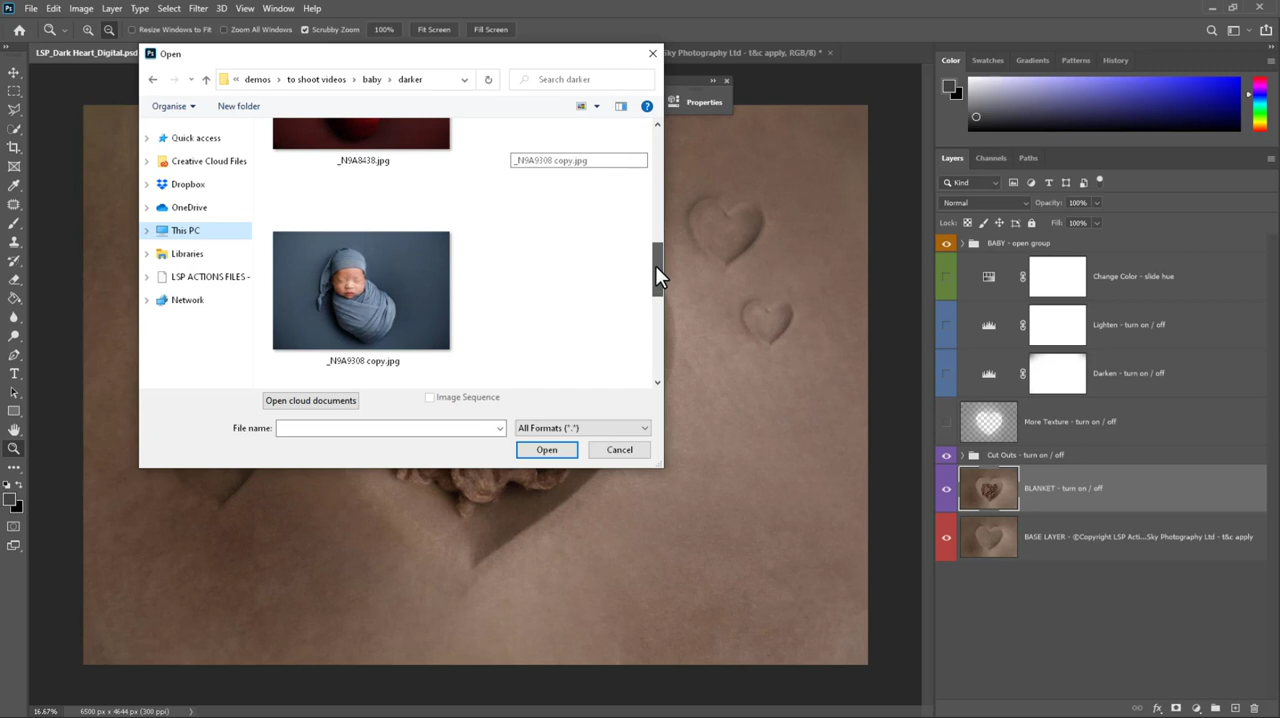 File Edit Image Layer Type Select Filter 3D View Window Help
Resize Windows to Fit Zoom All Windows Scrubby Zoom 100% Fit Screen Fill Screen
LSP_Dark Heart_Digital.psd
Sky Photography Ltd - t&c apply, RGB/8) *
Open
demos > to shoot videos > baby > darker
Search darker
Organise
New folder
Quick access
Creative Cloud Files
Dropbox
OneDrive
This PC
Libraries
LSP ACTIONS FILES -
Network
_N9A8438.jpg
_N9A9308 copy.jpg
_N9A9308 copy.jpg
Open cloud documents
Image Sequence
File name:
All Formats (*.*)
Open
Cancel
Properties
Color Swatches Gradients Patterns History
Layers Channels Paths
Kind
Normal Opacity: 100%
Lock: Fill: 100%
BABY - open group
Change Color - slide hue
Lighten - turn on / off
Darken - turn on / off
More Texture - turn on / off
Cut Outs - turn on / off
BLANKET - turn on / off
BASE LAYER - ©Copyright LSP Acti...Sky Photography Ltd - t&c apply
16.67% 6500 px x 4644 px (300 ppi)